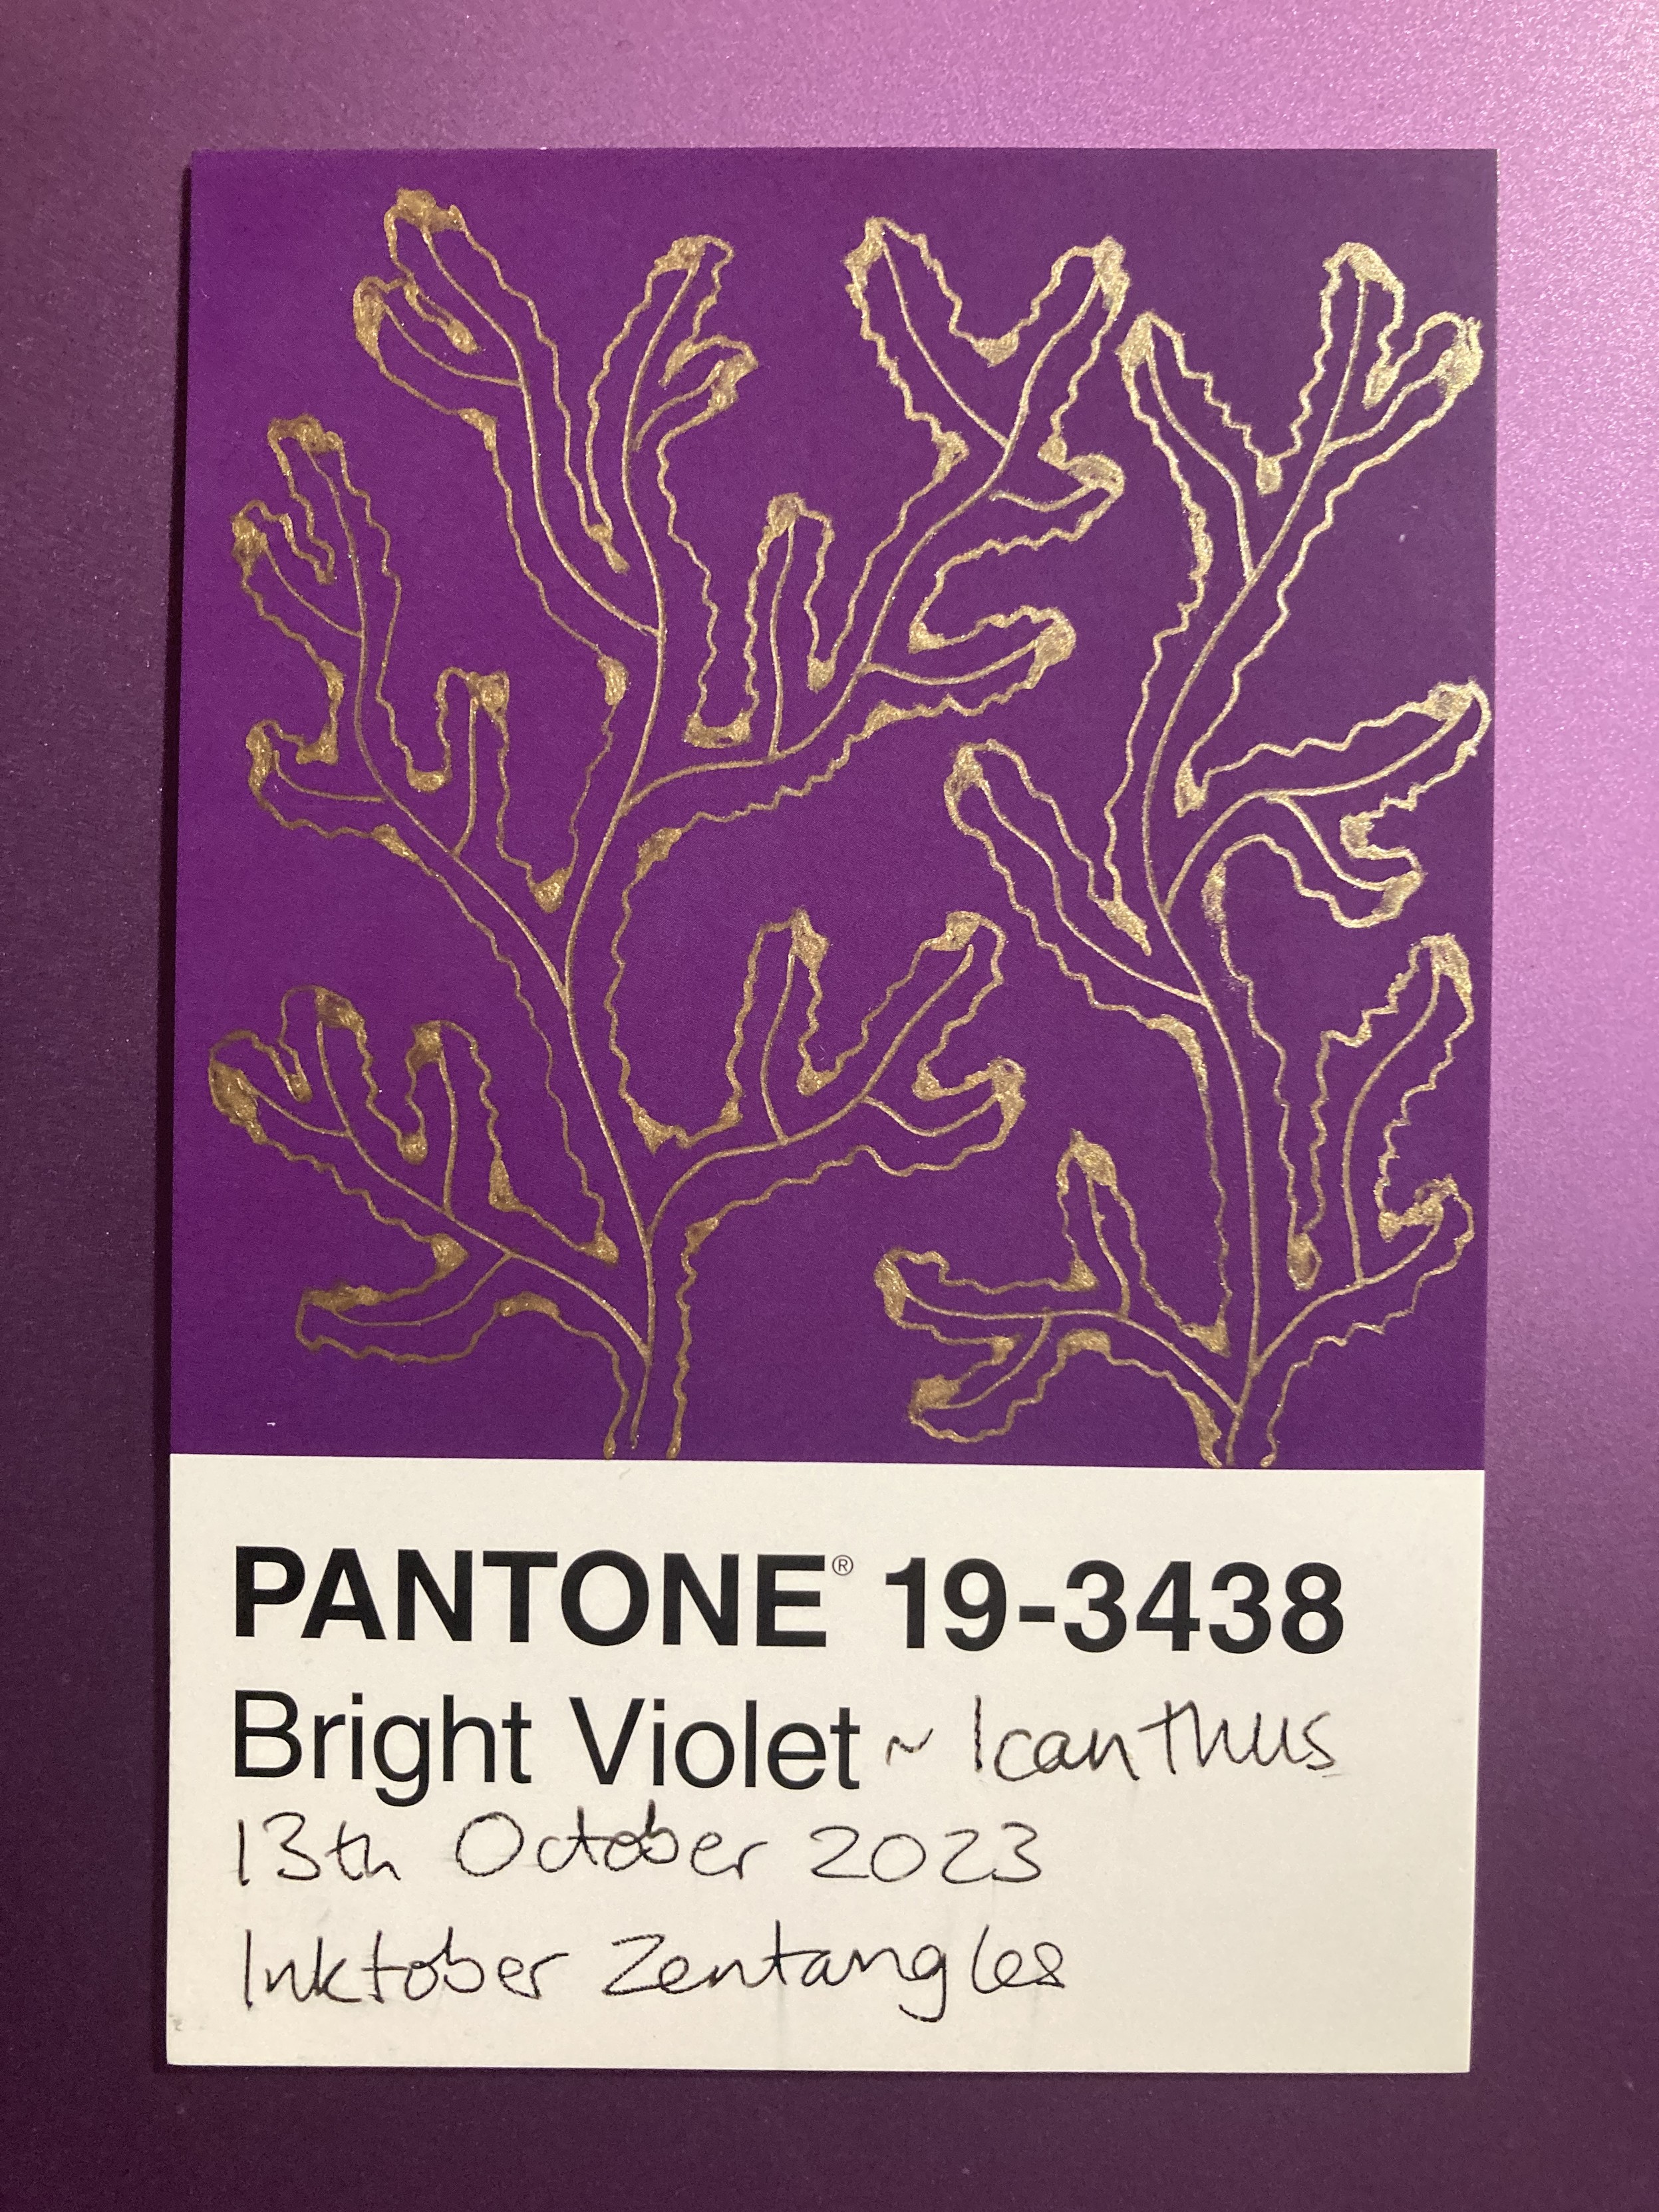 PANTONE® 19-3438
Bright Violet ~ Icanthus
13th October 2023
Inktober Zentangles